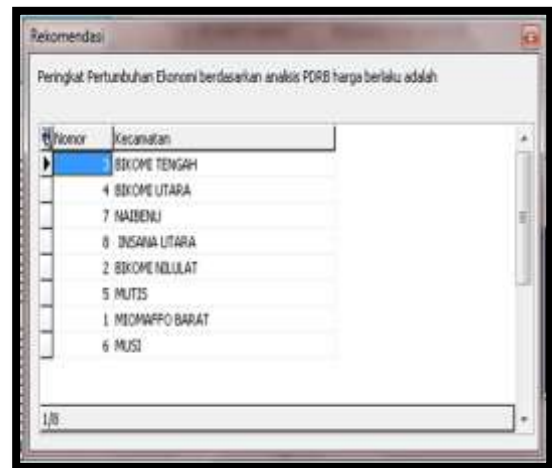 Rekomendasi
Peringkat Pertunbuhan Ekonomi berdasarkan analisis PDRB harga berlaku adalah
Nomor Kecamatan
3 BIKOMI TENGAH
4 BIKOMI UTARA
7 NAIBENU
8 INSANA UTARA
2 BIKOMI NILULAT
5 MUTIS
1 MIOMAFFO BARAT
6 MUSI
1/8